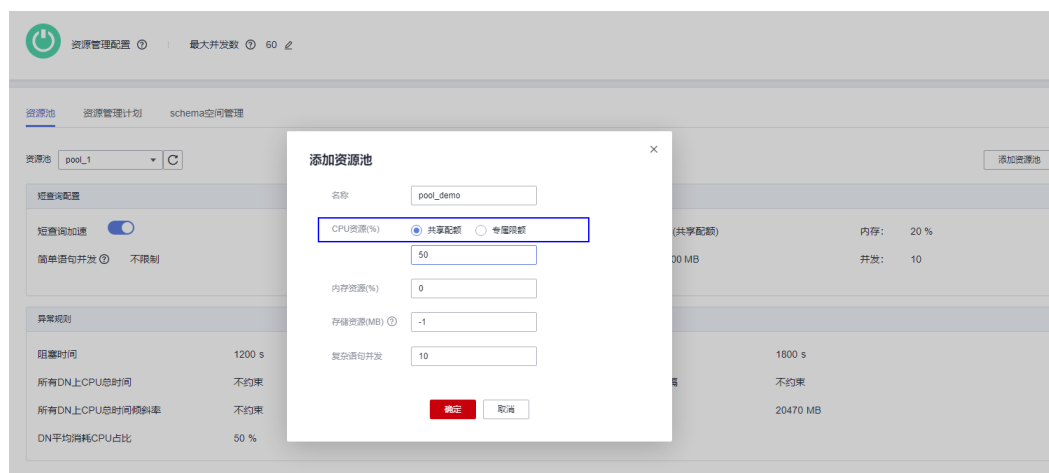 资源管理配置 最大并发数 60
资源池 资源管理计划 schema空间管理
资源池 pool_1 添加资源池
短查询配置
短查询加速 (共享配额) 内存： 20 %
简单语句并发 不限制 00 MB 并发： 10
异常规则
阻塞时间 1200 s 1800 s
所有DN上CPU总时间 不约束 不约束
所有DN上CPU总时间倾斜率 不约束 20470 MB
DN平均消耗CPU占比 50 %
添加资源池
名称 pool_demo
CPU资源(%) 共享配额 专属限额
50
内存资源(%) 0
存储资源(MB) -1
复杂语句并发 10
确定 取消